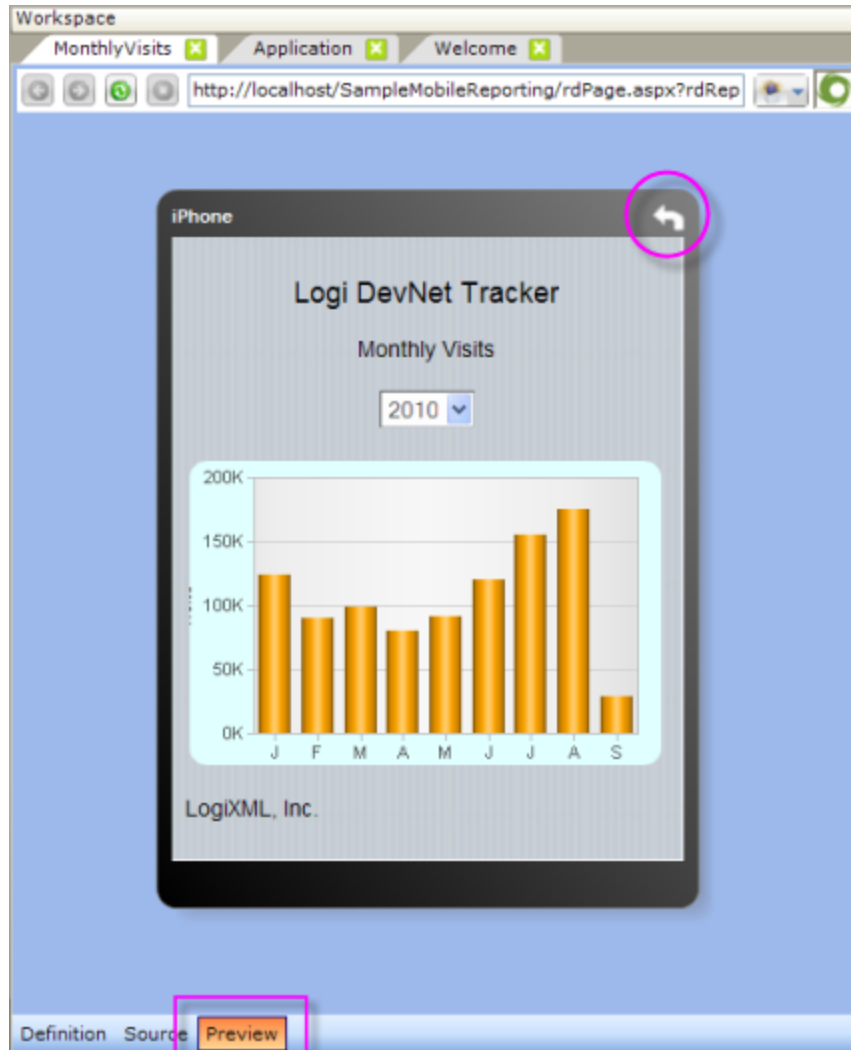 Workspace
MonthlyVisits Application Welcome
http://localhost/SampleMobileReporting/rdPage.aspx?rdRep
iPhone
Logi DevNet Tracker
Monthly Visits
2010
200K
150K
100K
50K
0K
J F M A M J J A S
LogiXML, Inc.
Definition Source Preview